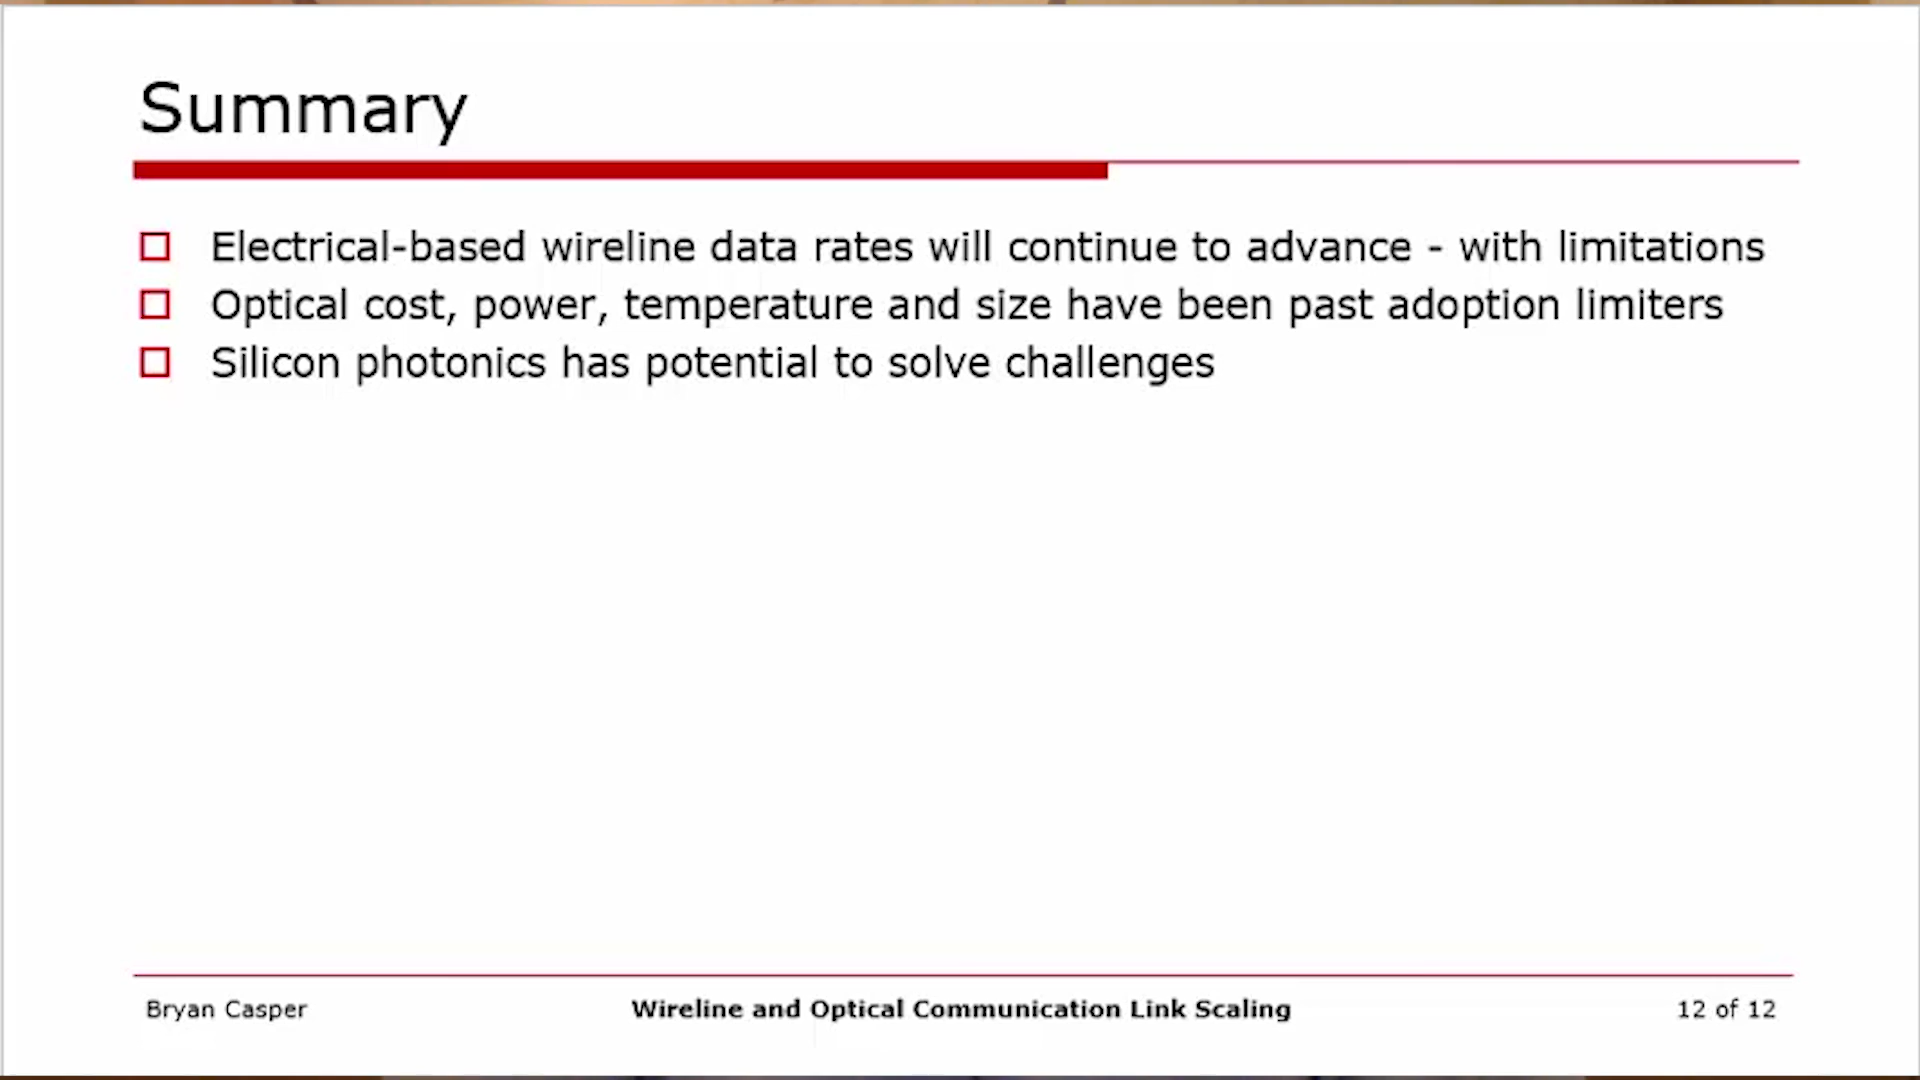 Summary
Electrical-based wireline data rates will continue to advance - with limitations
Optical cost, power, temperature and size have been past adoption limiters
Silicon photonics has potential to solve challenges
Bryan Casper
Wireline and Optical Communication Link Scaling
12 of 12